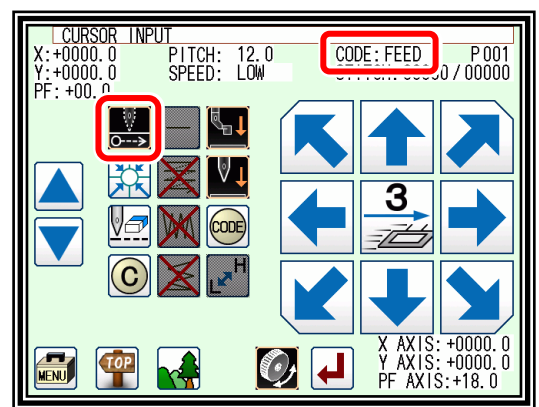 CURSOR INPUT
X:+0000.0 PITCH: 12.0 CODE:FEED P001
Y:+0000.0 SPEED: LOW /00000
PF: +00.0
3
CODE
C
H
L
X AXIS:+0000.0
Y AXIS:+0000.0
PF AXIS:+18.0
MENU
TOP